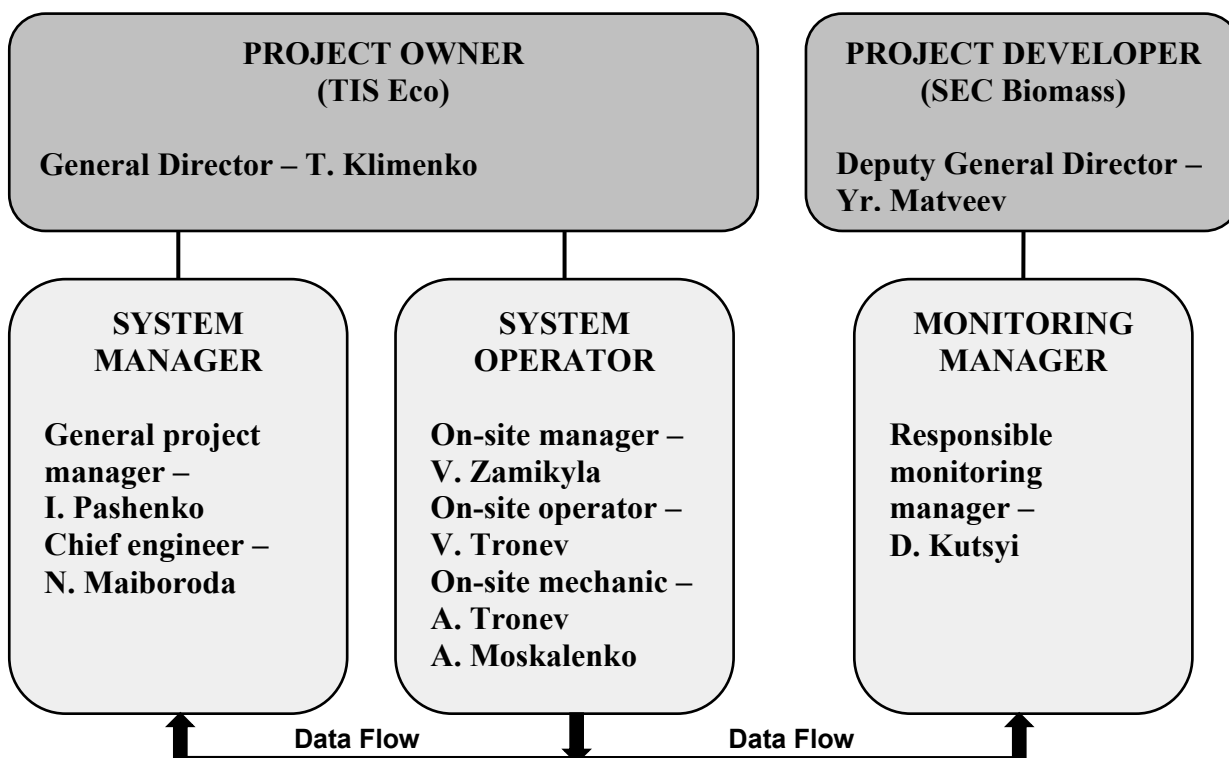 PROJECT OWNER
(TIS Eco)
General Director – T. Klimenko
PROJECT DEVELOPER
(SEC Biomass)
Deputy General Director –
Yr. Matveev
SYSTEM
MANAGER
General project
manager –
I. Pashenko
Chief engineer –
N. Maiboroda
SYSTEM
OPERATOR
On-site manager –
V. Zamikyla
On-site operator –
V. Tronev
On-site mechanic –
A. Tronev
A. Moskalenko
MONITORING
MANAGER
Responsible
monitoring
manager –
D. Kutsyi
Data Flow
Data Flow